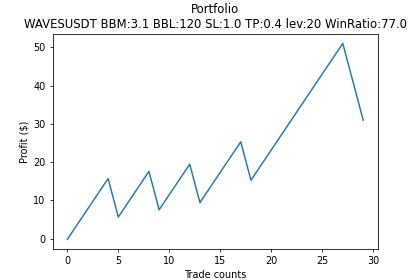 Portfolio
WAVESUSDT BBM:3.1 BBL:120 SL:1.0 TP:0.4 lev:20 WinRatio:77.0
50
40
30
20
10
0
Profit ($)
0 5 10 15 20 25 30
Trade counts